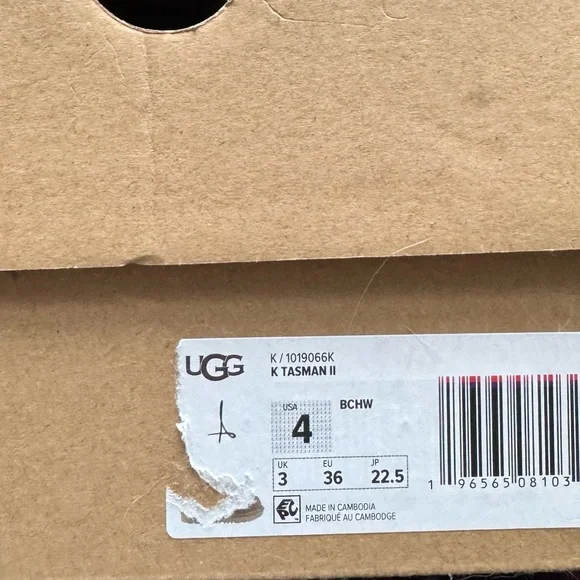 UGG
K / 1019066K
K TASMAN II
USA
4
BCHW
UK EU JP
3 36 22.5
1 96565 08103
MADE IN CAMBODIA
FABRIQUÉ AU CAMBODGE